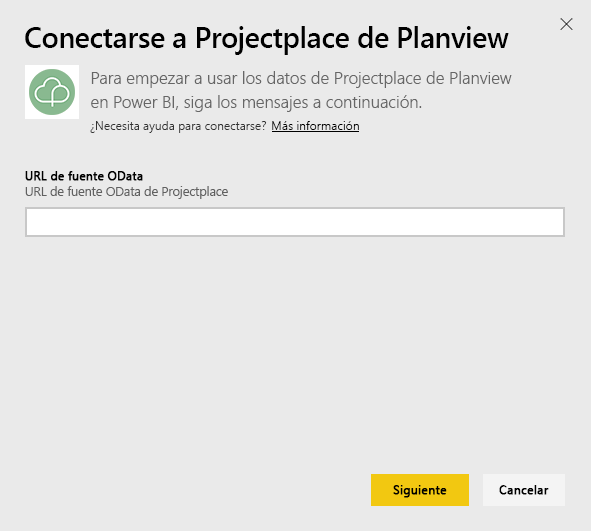 Conectarse a Projectplace de Planview
Para empezar a usar los datos de Projectplace de Planview
en Power BI, siga los mensajes a continuación.
¿Necesita ayuda para conectarse? Más información
URL de fuente OData
URL de fuente OData de Projectplace
Siguiente
Cancelar